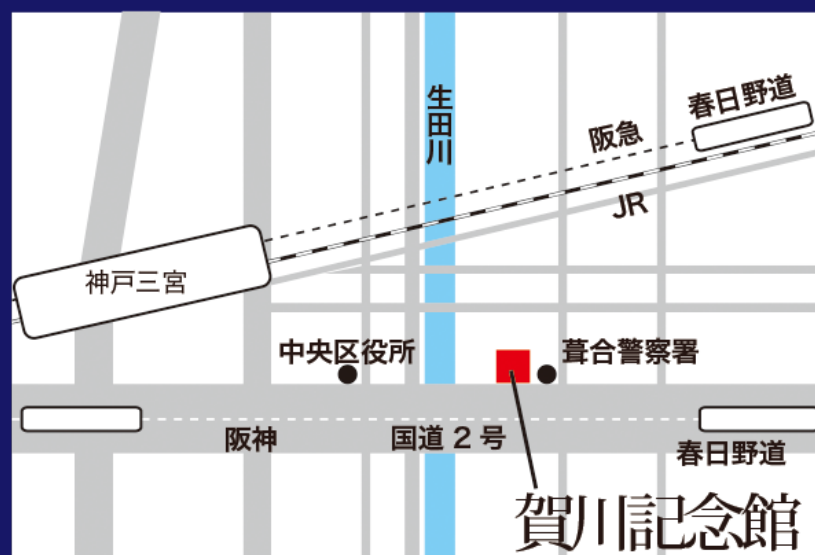 春日野道
生田川
阪急
JR
神戸三宮
中央区役所
葺合警察署
阪神
国道2号
春日野道
賀川記念館